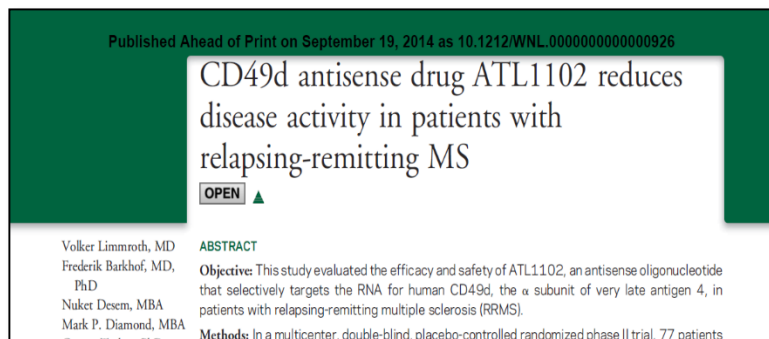 Published Ahead of Print on September 19, 2014 as 10.1212/WNL.0000000000000926
CD49d antisense drug ATL1102 reduces
disease activity in patients with
relapsing-remitting MS
OPEN
Volker Limmroth, MD
Frederik Barkhof, MD,
PhD
Nuket Desem, MBA
Mark P. Diamond, MBA
ABSTRACT
Objective: This study evaluated the efficacy and safety of ATL1102, an antisense oligonucleotide
that selectively targets the RNA for human CD49d, the α subunit of very late antigen 4, in
patients with relapsing-remitting multiple sclerosis (RRMS).
Methods: In a multicenter, double-blind, placebo-controlled randomized phase II trial, 77 patients